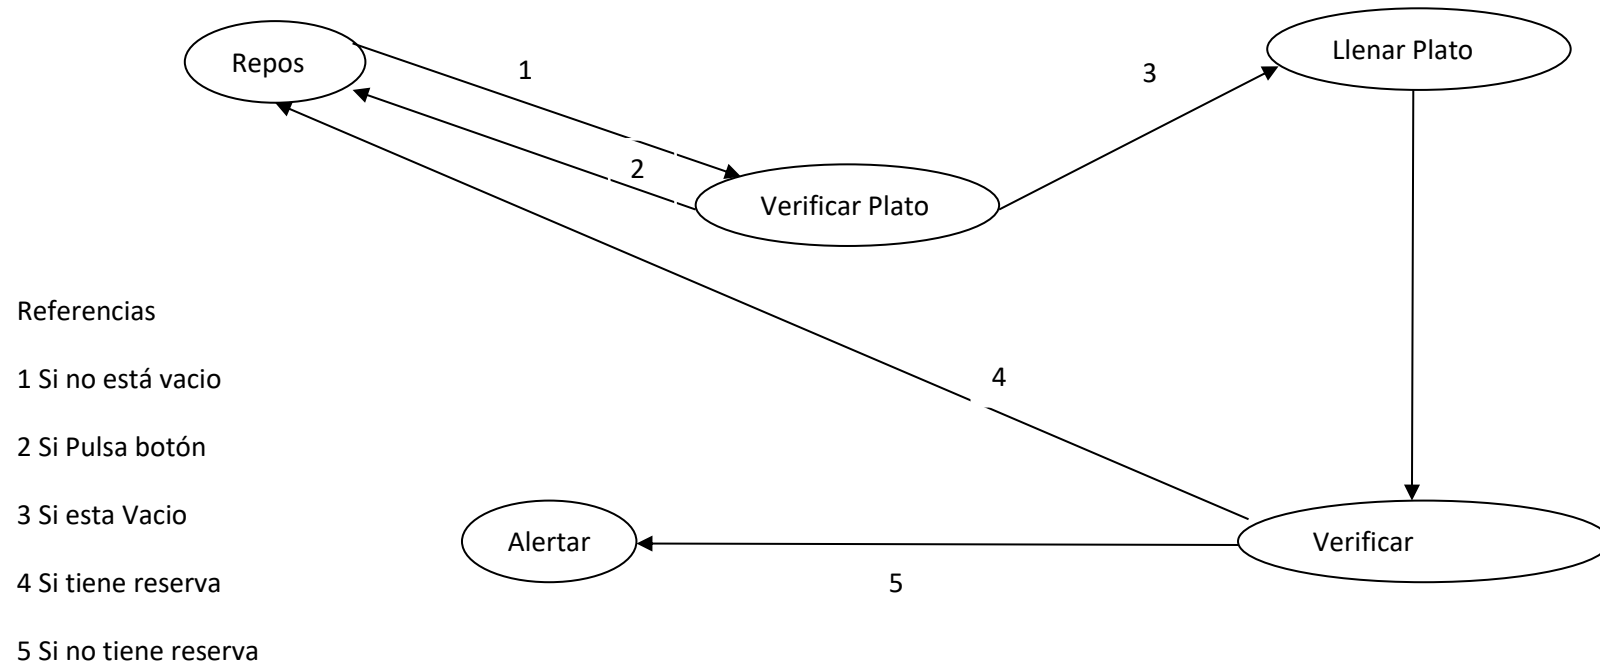 Repos
1
3
Llenar Plato
2
Verificar Plato
Referencias
1 Si no está vacio
4
2 Si Pulsa botón
3 Si esta Vacio
Alertar
Verificar
4 Si tiene reserva
5
5 Si no tiene reserva